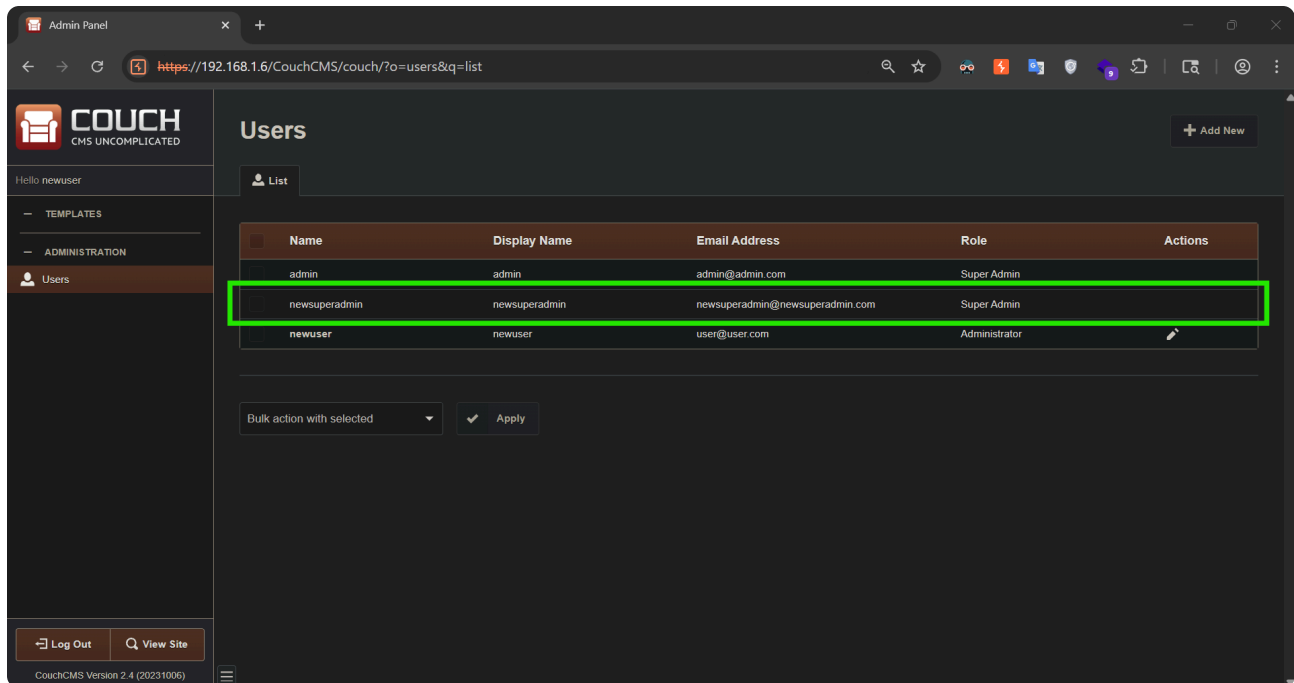 Admin Panel
https://192.168.1.6/CouchCMS/couch/?o=users&q=list
9
COUCH
CMS UNCOMPLICATED
Hello newuser
TEMPLATES
ADMINISTRATION
Users
Users
Add New
List
Name Display Name Email Address Role Actions
admin admin admin@admin.com Super Admin
newsuperadmin newsuperadmin newsuperadmin@newsuperadmin.com Super Admin
newuser newuser user@user.com Administrator
Bulk action with selected Apply
Log Out View Site
CouchCMS Version 2.4 (20231006)